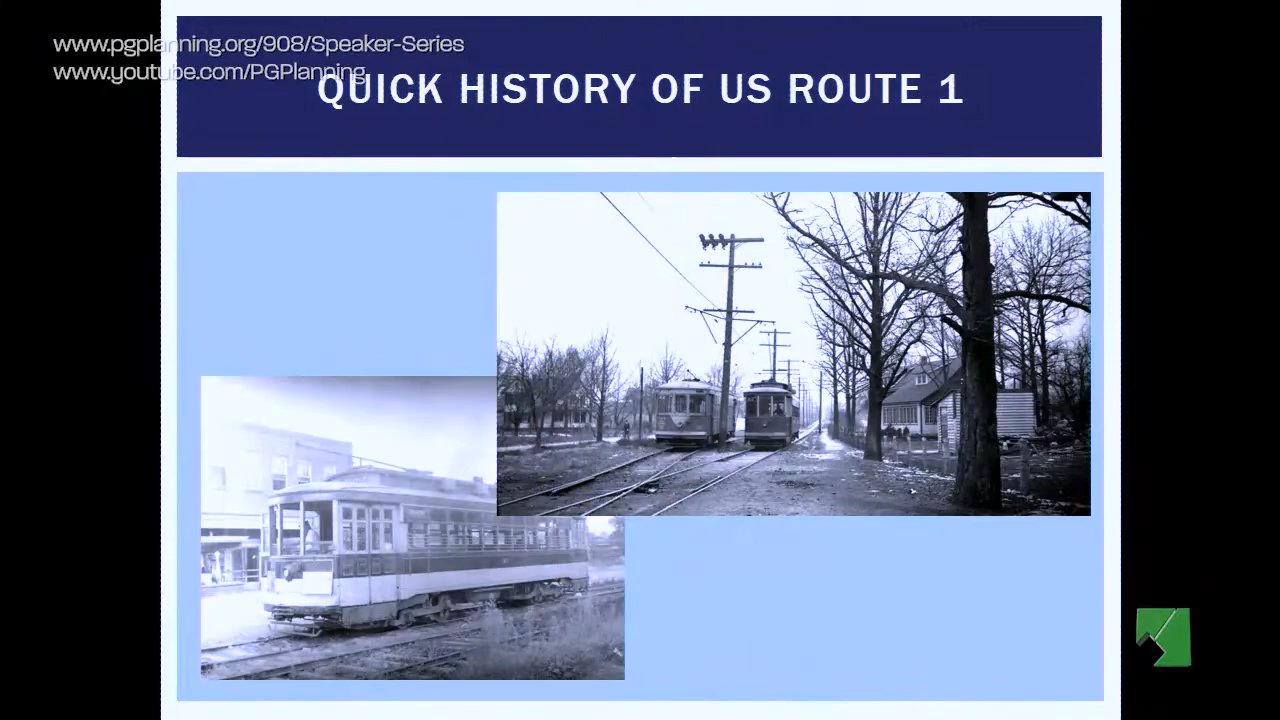 www.pgplanning.org/908/Speaker-Series
www.youtube.com/PGPlanning
QUICK HISTORY OF US ROUTE 1